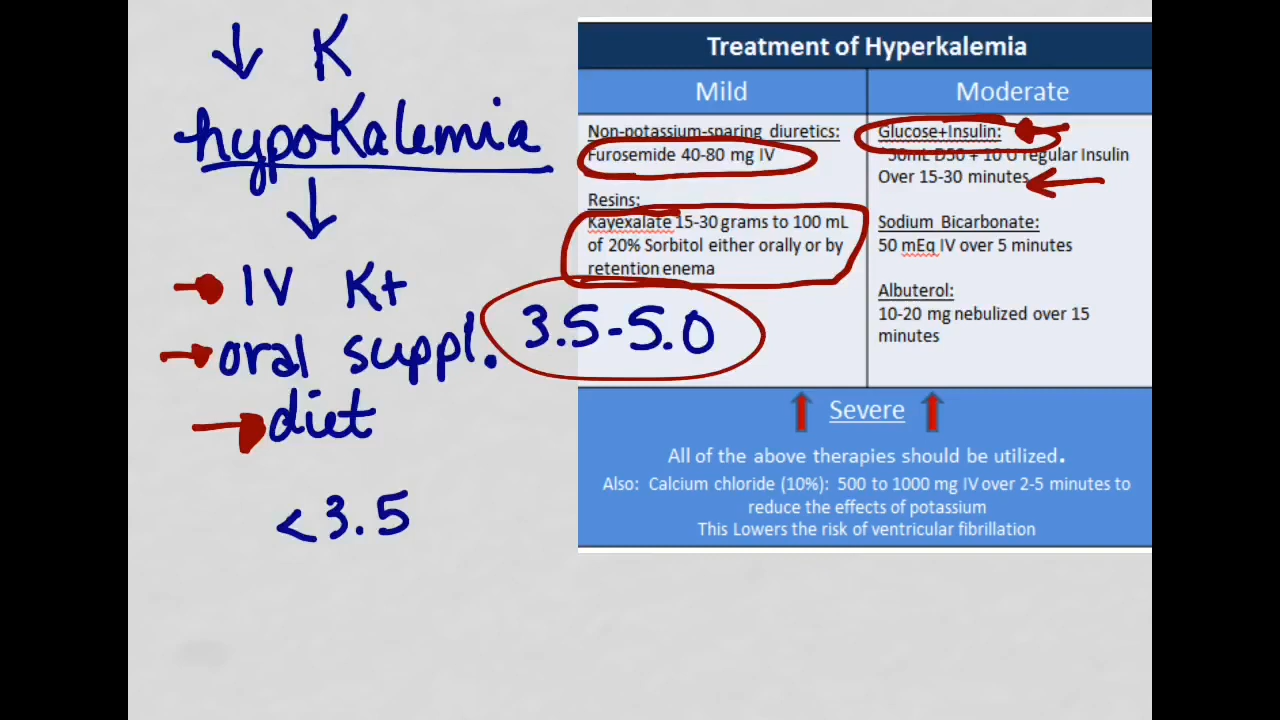 ↓ K
hypoKalemia
↓
IV K+
oral suppl.
diet
<3.5
3.5-5.0
Treatment of Hyperkalemia
Mild
Non-potassium-sparing diuretics:
Furosemide 40-80 mg IV
Resins:
Kayexalate 15-30 grams to 100 mL
of 20% Sorbitol either orally or by
retention enema
Moderate
Glucose+Insulin:
50mL D50 + 10 U regular Insulin
Over 15-30 minutes
Sodium Bicarbonate:
50 mEq IV over 5 minutes
Albuterol:
10-20 mg nebulized over 15
minutes
Severe
All of the above therapies should be utilized.
Also: Calcium chloride (10%): 500 to 1000 mg IV over 2-5 minutes to
reduce the effects of potassium
This Lowers the risk of ventricular fibrillation